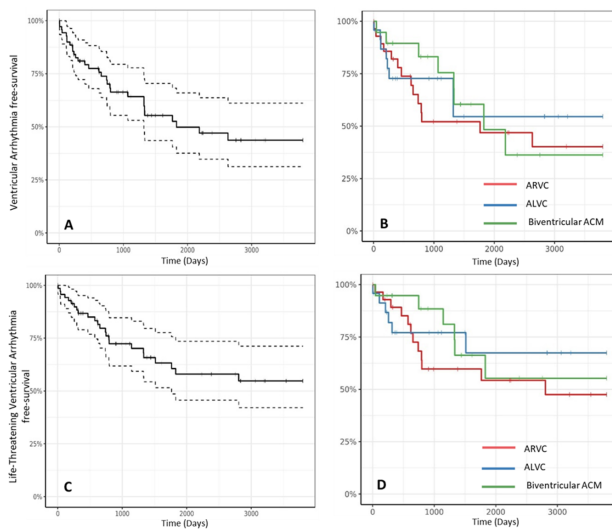 100%
75%
50%
25%
0%
Ventricular Arrhythmia free-survival
A
0
1000
2000
3000
Time (Days)
100%
75%
50%
25%
0%
B
ARVC
ALVC
Biventricular ACM
0
1000
2000
3000
Time (Days)
100%
75%
50%
25%
0%
Life-Threatening Ventricular Arrhythmia
free-survival
C
0
1000
2000
3000
Time (Days)
100%
75%
50%
25%
0%
D
ARVC
ALVC
Biventricular ACM
0
1000
2000
3000
Time (Days)